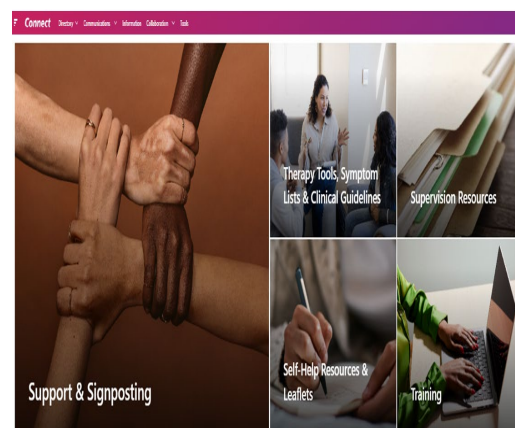 F Connect Directory Communications Information Collaboration Tools
Support & Signposting
Therapy Tools, Symptom
Lists & Clinical Guidelines
Supervision Resources
Self-Help Resources &
Leaflets
Training